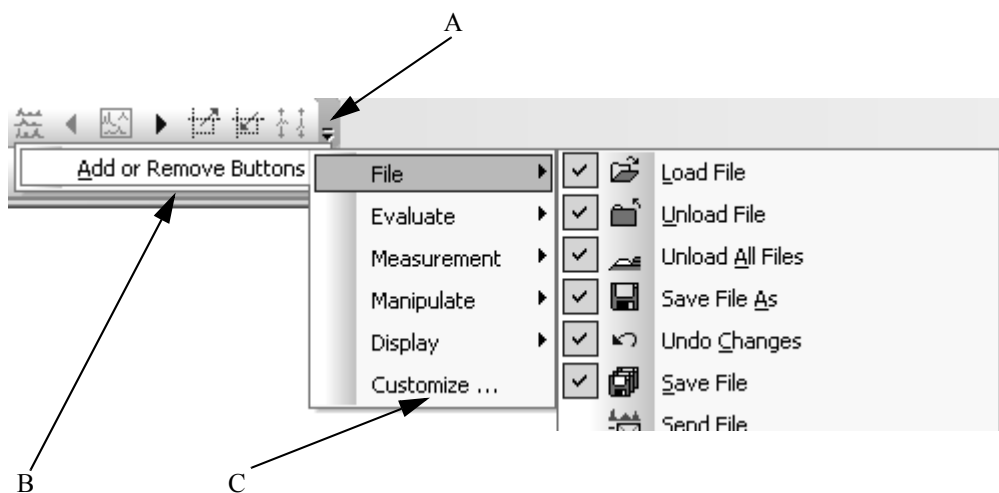 A
Add or Remove Buttons
File
Evaluate
Measurement
Manipulate
Display
Customize ...
Load File
Unload File
Unload All Files
Save File As
Undo Changes
Save File
Send File
B
C